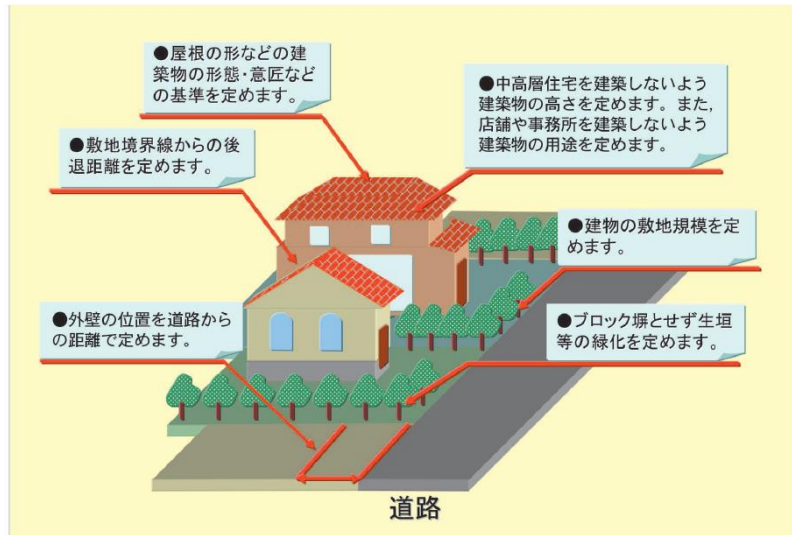 ●屋根の形などの建
築物の形態・意匠など
の基準を定めます。
●中高層住宅を建築しないよう
建築物の高さを定めます。また,
店舗や事務所を建築しないよう
建築物の用途を定めます。
●敷地境界線からの後
退距離を定めます。
●建物の敷地規模を定
めます。
●外壁の位置を道路から
の距離で定めます。
●ブロック塀とせず生垣
等の緑化を定めます。
道路